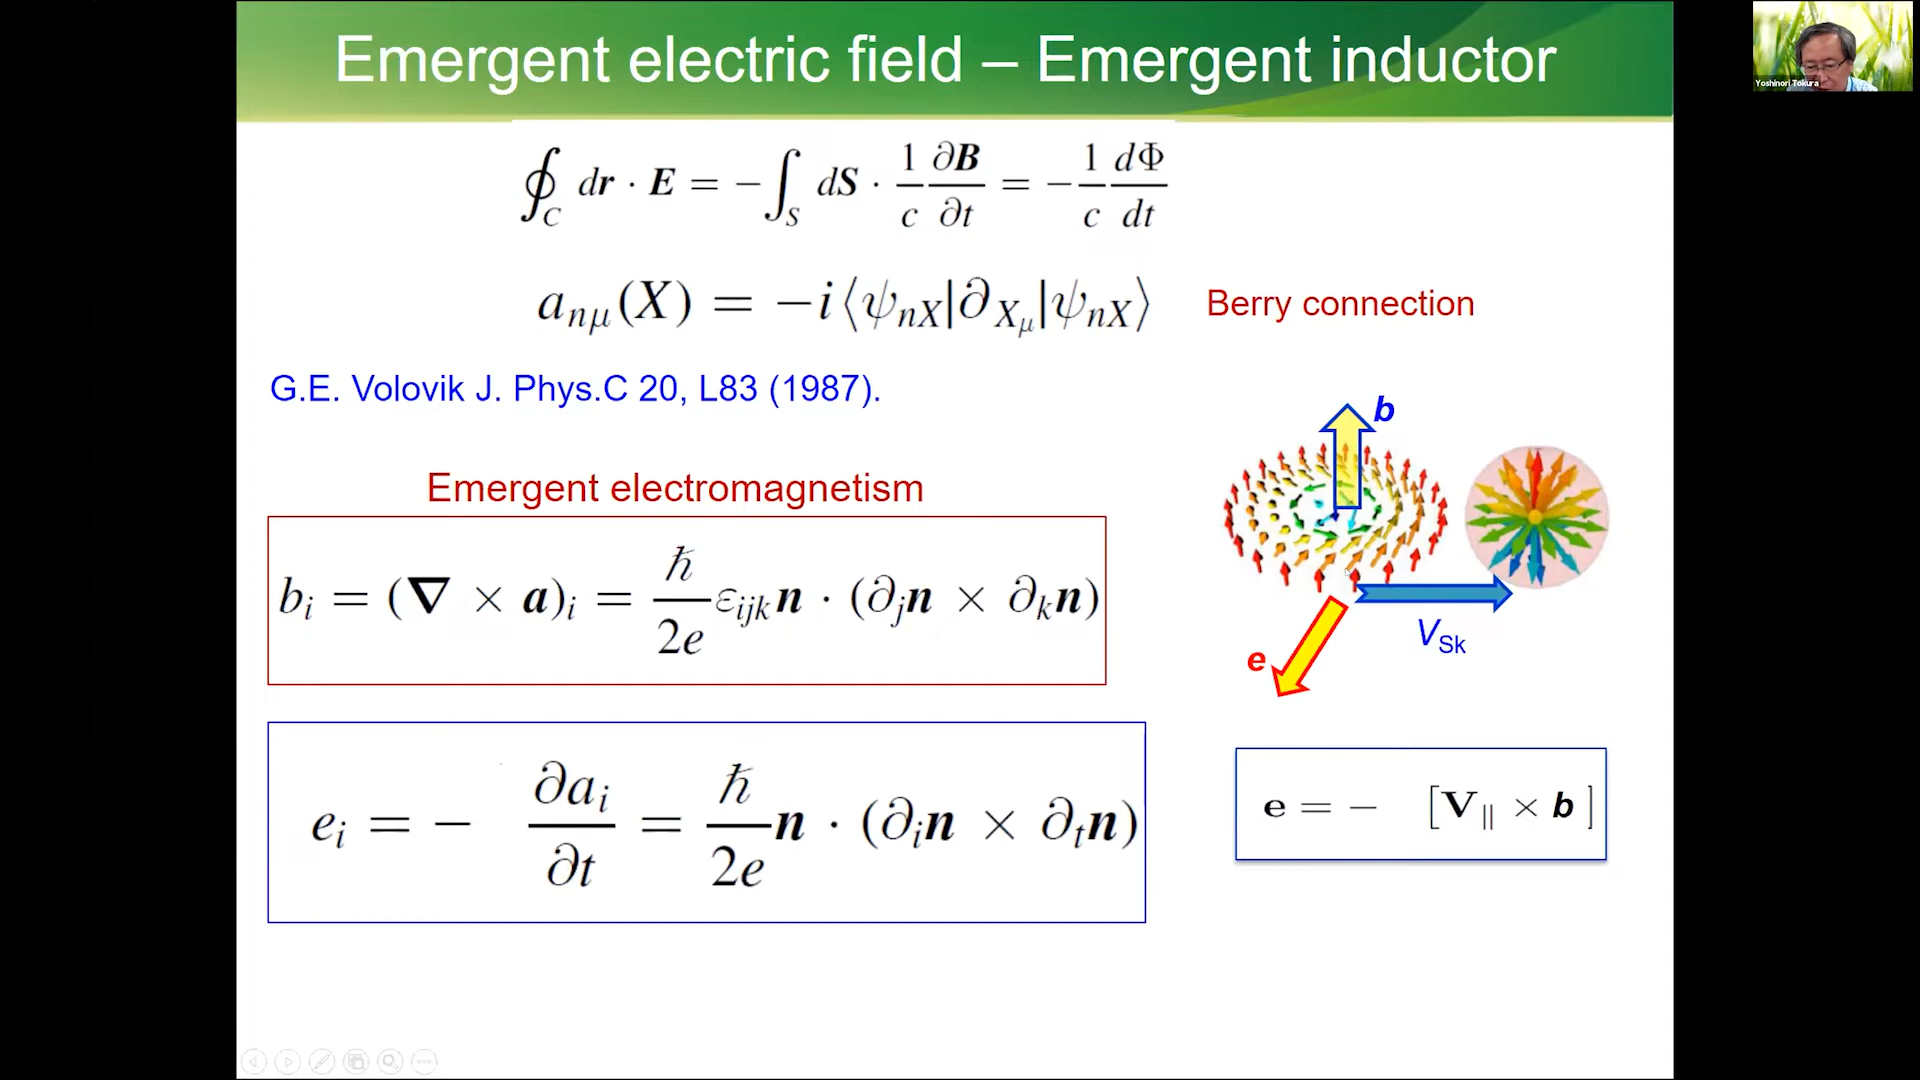 Emergent electric field – Emergent inductor
Yoshinori Tokura
∮_C d𝒓 · 𝑬 = −∫_S d𝑺 · (1/c) (∂𝑩/∂t) = −(1/c) (dΦ/dt)
a_{nμ}(X) = −i⟨ψ_{nX}|∂_{X_μ}|ψ_{nX}⟩
Berry connection
G.E. Volovik J. Phys.C 20, L83 (1987).
b
Emergent electromagnetism
b_i = (∇ × 𝒂)_i = (ħ/2e) ε_{ijk} 𝒏 · (∂_j 𝒏 × ∂_k 𝒏)
V_Sk
e
e_i = − ∂a_i/∂t = (ħ/2e) 𝒏 · (∂_i 𝒏 × ∂_t 𝒏)
e = − [V_∥ × b ]